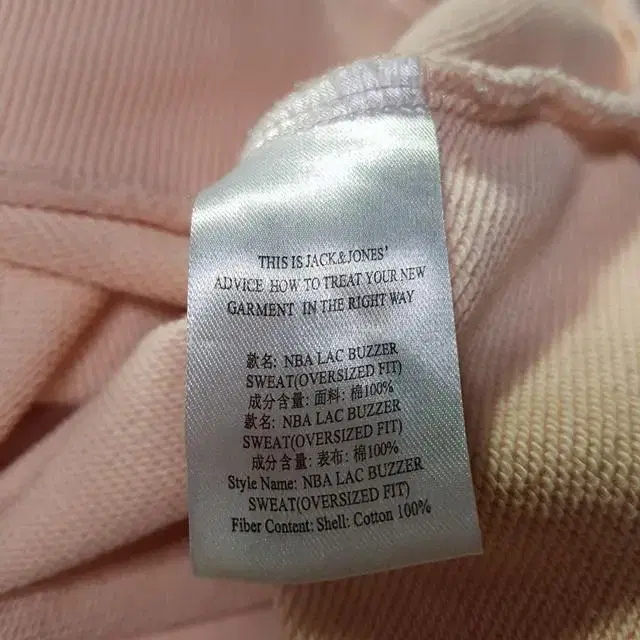 THIS IS JACK&JONES'
ADVICE HOW TO TREAT YOUR NEW
GARMENT IN THE RIGHT WAY
款名: NBA LAC BUZZER
SWEAT(OVERSIZED FIT)
成分含量: 面料: 棉100%
款名: NBA LAC BUZZER
SWEAT(OVERSIZED FIT)
成分含量: 表布: 棉100%
Style Name: NBA LAC BUZZER
SWEAT(OVERSIZED FIT)
Fiber Content: Shell: Cotton 100%